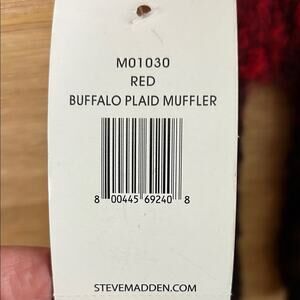 M01030
RED
BUFFALO PLAID MUFFLER
8 00445 69240 8
STEVEMADDEN.COM